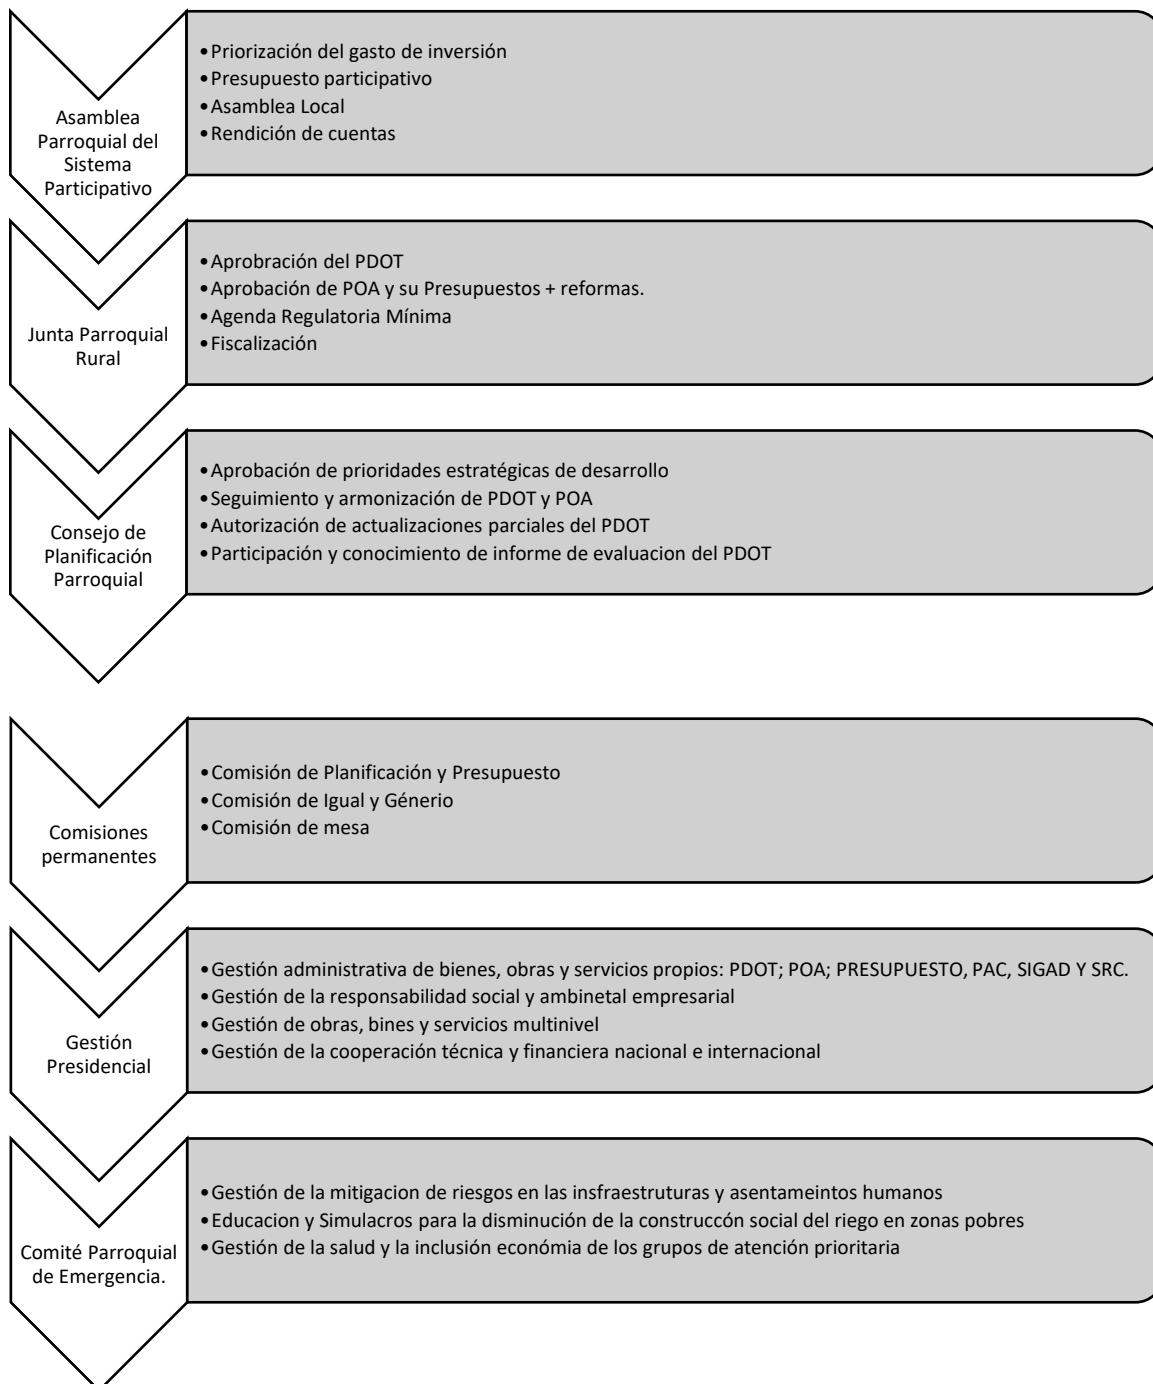 Asamblea
Parroquial del
Sistema
Participativo
•Priorización del gasto de inversión
•Presupuesto participativo
•Asamblea Local
•Rendición de cuentas
Junta Parroquial
Rural
•Aprobración del PDOT
•Aprobación de POA y su Presupuestos + reformas.
•Agenda Regulatoria Mínima
•Fiscalización
Consejo de
Planificación
Parroquial
•Aprobación de prioridades estratégicas de desarrollo
•Seguimiento y armonización de PDOT y POA
•Autorización de actualizaciones parciales del PDOT
•Participación y conocimiento de informe de evaluacion del PDOT
Comisiones
permanentes
•Comisión de Planificación y Presupuesto
•Comisión de Igual y Génerio
•Comisión de mesa
Gestión
Presidencial
•Gestión administrativa de bienes, obras y servicios propios: PDOT; POA; PRESUPUESTO, PAC, SIGAD Y SRC.
•Gestión de la responsabilidad social y ambinetal empresarial
•Gestión de obras, bines y servicios multinivel
•Gestión de la cooperación técnica y financiera nacional e internacional
Comité Parroquial
de Emergencia.
•Gestión de la mitigacion de riesgos en las insfraestruturas y asentameintos humanos
•Educacion y Simulacros para la disminución de la construccón social del riego en zonas pobres
•Gestión de la salud y la inclusión económia de los grupos de atención prioritaria